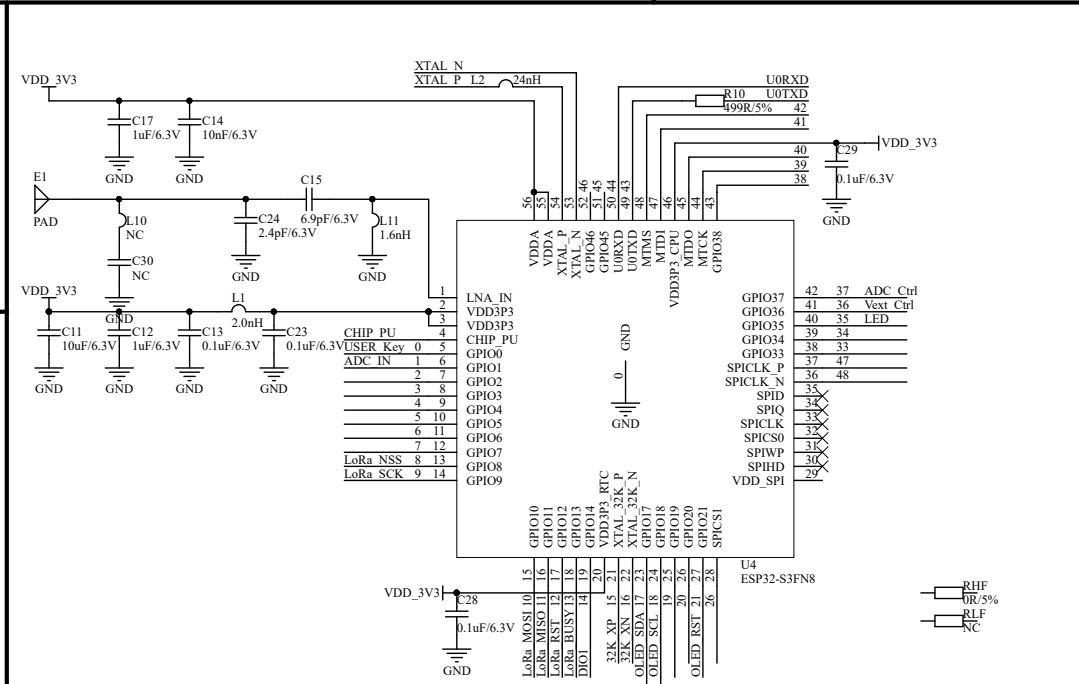 XTAL_N
XTAL_P L2 24nH
VDD_3V3
U0RXD
R10 U0TXD
499R/5% 42
41
C17
1uF/6.3V
C14
10nF/6.3V
GND
GND
VDD_3V3
40
C29
39
0.1uF/6.3V
38
GND
E1
PAD
C15
6.9pF/6.3V
L10
NC
C24
2.4pF/6.3V
L11
1.6nH
C30
NC
GND
GND
GND
56 VDDA
55 VDDA
54 XTAL_P
53 XTAL_N
52 46 GPIO46
51 45 GPIO45
50 44 U0RXD
49 43 U0TXD
48 MTMS
47 MTDI
46 VDD3P3_CPU
45 MTDO
44 MTCK
43 GPIO38
VDD_3V3
L1
2.0nH
C11
10uF/6.3V
C12
1uF/6.3V
C13
0.1uF/6.3V
C23
0.1uF/6.3V
GND
GND
GND
GND
1 LNA_IN
2 VDD3P3
3 VDD3P3
CHIP_PU 4 CHIP_PU
USER_Key 0 5 GPIO0
ADC_IN 1 6 GPIO1
2 7 GPIO2
3 8 GPIO3
4 9 GPIO4
5 10 GPIO5
6 11 GPIO6
7 12 GPIO7
LoRa_NSS 8 13 GPIO8
LoRa_SCK 9 14 GPIO9
GND
0
GND
GPIO37 42 37 ADC_Ctrl
GPIO36 41 36 Vext_Ctrl
GPIO35 40 35 LED
GPIO34 39 34
GPIO33 38 33
SPICLK_P 37 47
SPICLK_N 36 48
SPID 35
SPIQ 34
SPICLK 33
SPICS0 32
SPIWP 31
SPIHD 30
VDD_SPI 29
GPIO10 15 10 LoRa_MOSI
GPIO11 16 11 LoRa_MISO
GPIO12 17 12 LoRa_RST
GPIO13 18 13 LoRa_BUSY
GPIO14 19 14 DIO1
VDD3P3_RTC 20
XTAL_32K_P 21 15 32K_XP
XTAL_32K_N 22 16 32K_XN
GPIO17 23 17 OLED_SDA
GPIO18 24 18 OLED_SCL
GPIO19 25 19
GPIO20 26 20
GPIO21 27 21 OLED_RST
SPICS1 28 26
U4
ESP32-S3FN8
VDD_3V3
C28
0.1uF/6.3V
GND
RHF
0R/5%
RLF
NC